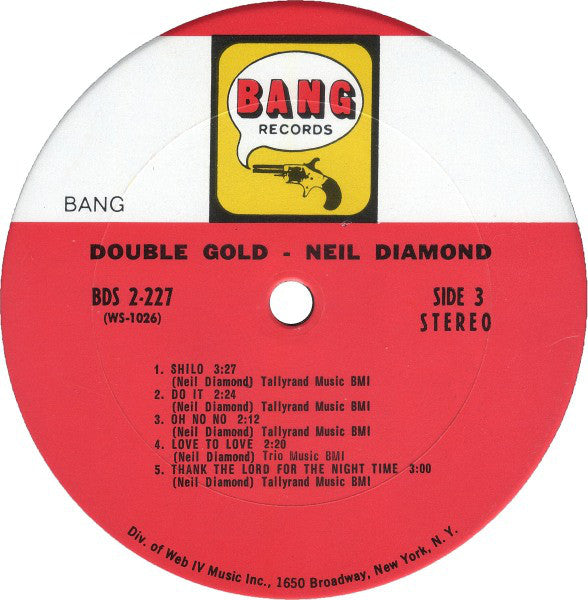 BANG
RECORDS
BANG
DOUBLE GOLD - NEIL DIAMOND
BDS 2-227
(WS-1026)
SIDE 3
STEREO
1. SHILO 3:27
(Neil Diamond) Tallyrand Music BMI
2. DO IT 2:24
(Neil Diamond) Tallyrand Music BMI
3. OH NO NO 2:12
(Neil Diamond) Tallyrand Music BMI
4. LOVE TO LOVE 2:20
(Neil Diamond) Trio Music BMI
5. THANK THE LORD FOR THE NIGHT TIME 3:00
(Neil Diamond) Tallyrand Music BMI
Div. of Web IV Music Inc., 1650 Broadway, New York, N. Y.